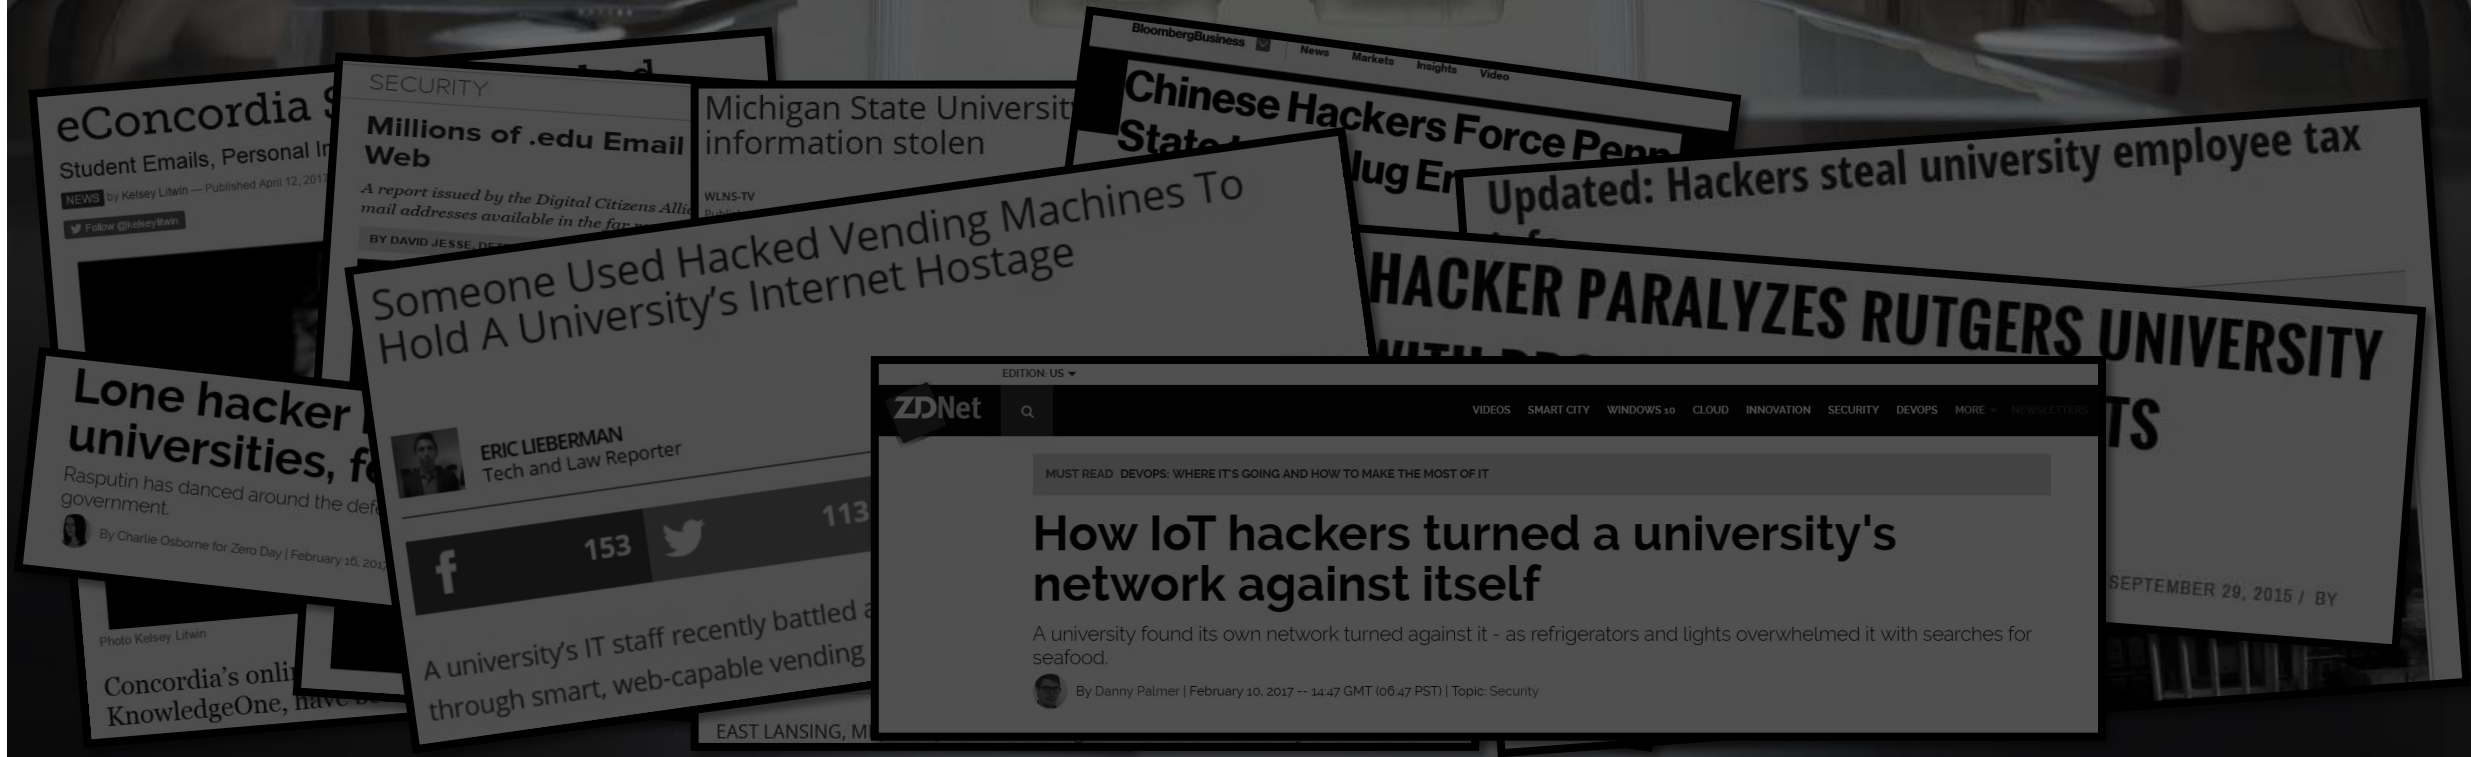 eConcordia
Student Emails, Personal
NEWS by Kelsey Litwin — Published April 12, 2017
Follow @kelseylitwin
Photo Kelsey Litwin
Concordia's
KnowledgeOne, have
SECURITY
Millions of .edu Email
Web
A report issued by the Digital Citizens
mail addresses available in the far
BY DAVID JESSE,
Michigan State University
information stolen
WLNS-TV
EAST LANSING,
BloombergBusiness News Markets Insights Video
Chinese Hackers Force Penn
State
Updated: Hackers steal university employee tax
HACKER PARALYZES RUTGERS UNIVERSITY
WITH
TS
SEPTEMBER 29, 2015 / BY
Lone hacker
universities,
Rasputin has danced around the
government.
By Charlie Osborne for Zero Day | February 16, 2017
Someone Used Hacked Vending Machines To
Hold A University's Internet Hostage
ERIC LIEBERMAN
Tech and Law Reporter
153 113
A university's IT staff recently battled a
through smart, web-capable vending
EDITION: US
ZDNet VIDEOS SMART CITY WINDOWS 10 CLOUD INNOVATION SECURITY DEVOPS MORE NEWSLETTERS
MUST READ DEVOPS: WHERE IT'S GOING AND HOW TO MAKE THE MOST OF IT
How IoT hackers turned a university's
network against itself
A university found its own network turned against it - as refrigerators and lights overwhelmed it with searches for
seafood.
By Danny Palmer | February 10, 2017 -- 14:47 GMT (06:47 PST) | Topic: Security